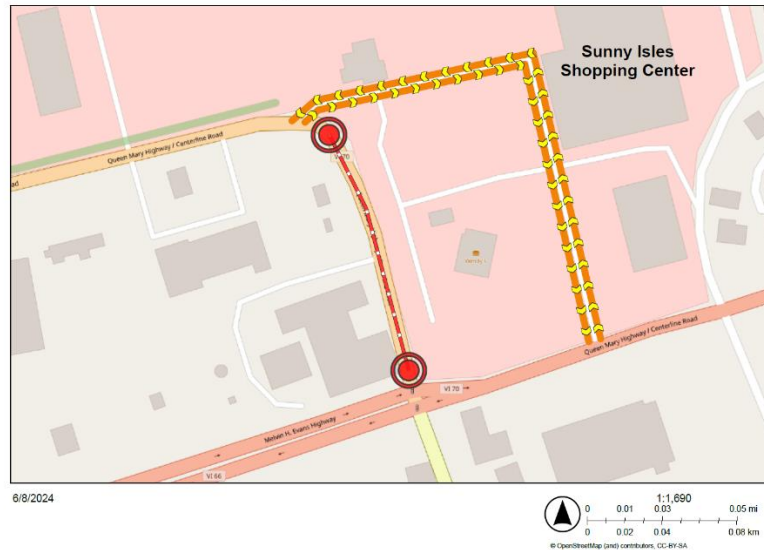 Sunny Isles
Shopping Center
Queen Mary Highway / Centerline Road
ad
70
Queen Mary Highway / Centerline Road
VI 70
Melvin H. Evans Highway
VI 66
6/8/2024
1:1,690
0 0.01 0.03 0.05 mi
0 0.02 0.04 0.08 km
© OpenStreetMap (and) contributors, CC-BY-SA